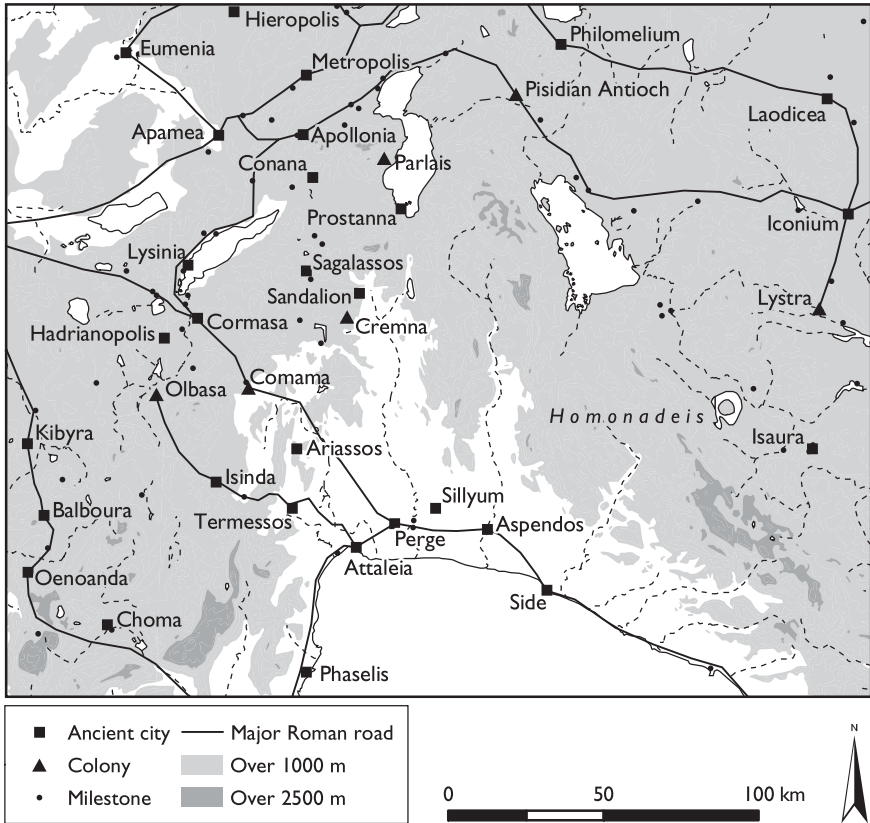 Hieropolis
Philomelium
Eumenia
Metropolis
Pisidian Antioch
Laodicea
Apamea
Apollonia
Conana
Parlais
Prostanna
Iconium
Lysinia
Sagalassos
Sandalion
Lystra
Cremna
Cormasa
Hadrianopolis
Comama
Olbasa
Homonadeis
Kibyra
Ariassos
Isaura
Isinda
Sillyum
Balboura
Termessos
Perge
Aspendos
Attaleia
Oenoanda
Side
Choma
Phaselis
Ancient city
Major Roman road
Colony
Over 1000 m
Milestone
Over 2500 m
0 50 100 km
N